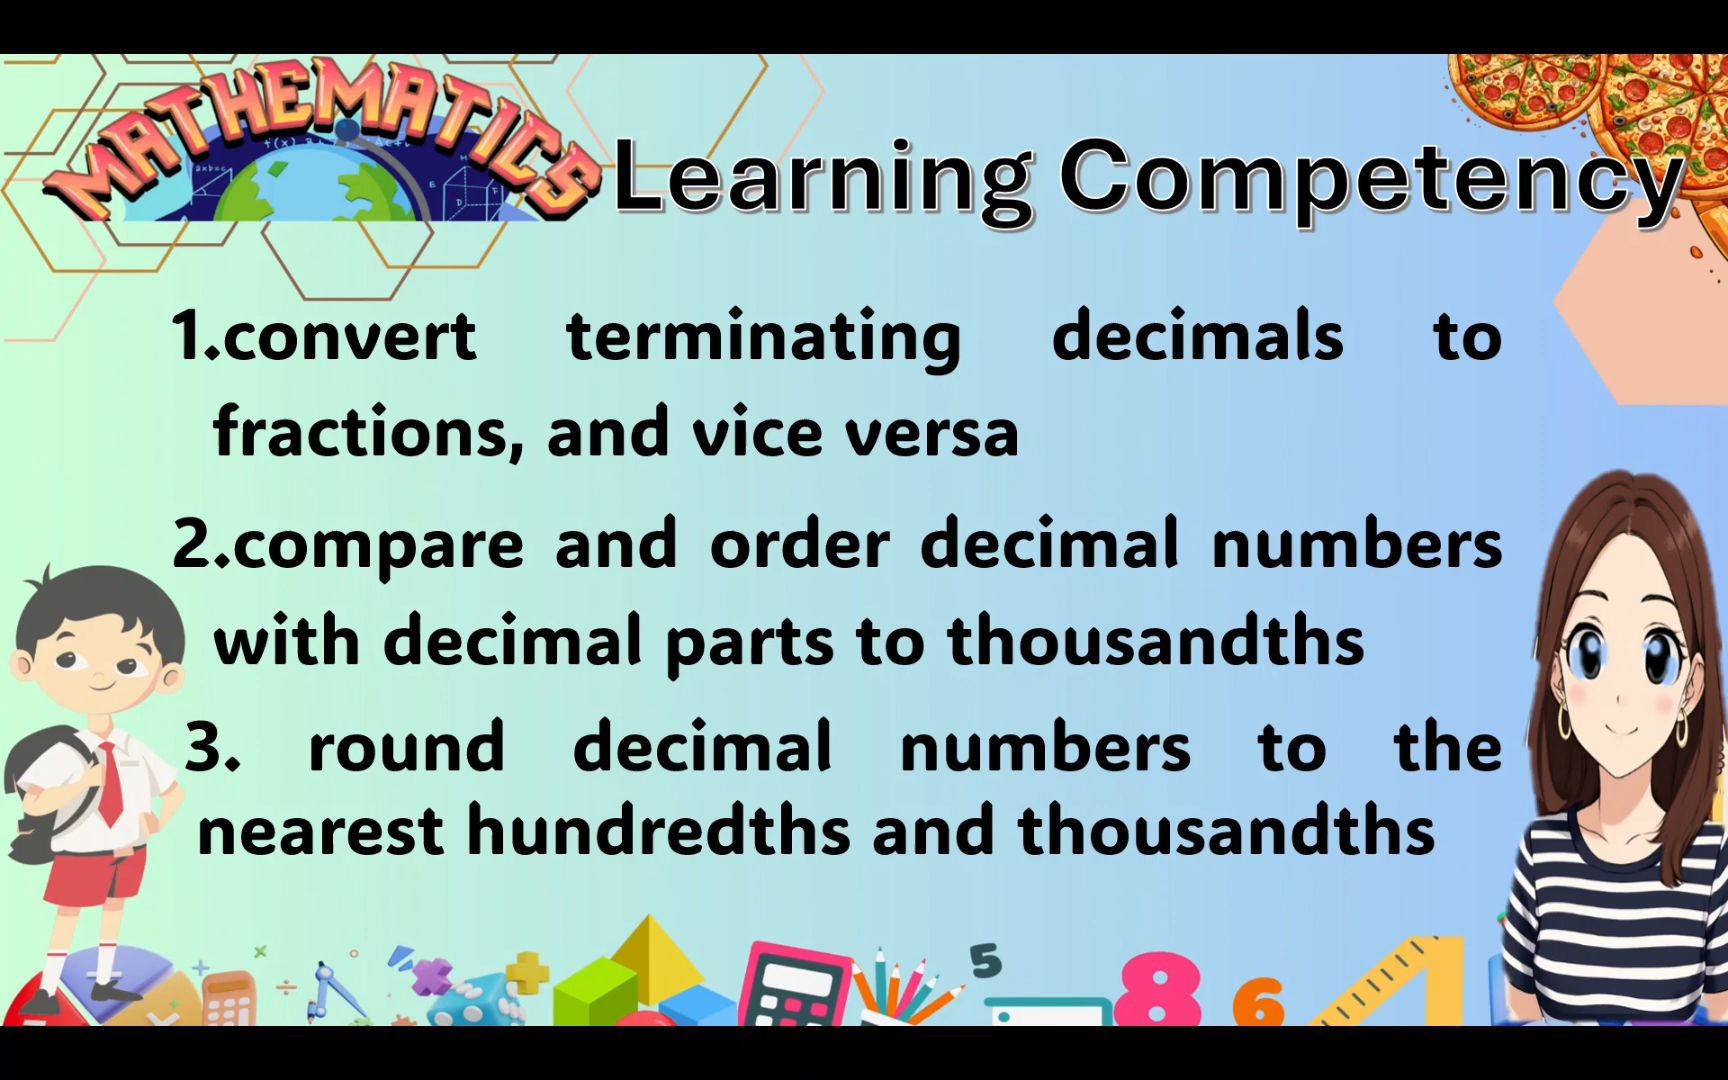 MATHEMATICS
Learning Competency
1.convert terminating decimals to
fractions, and vice versa
2.compare and order decimal numbers
with decimal parts to thousandths
3. round decimal numbers to the
nearest hundredths and thousandths
5
8
6